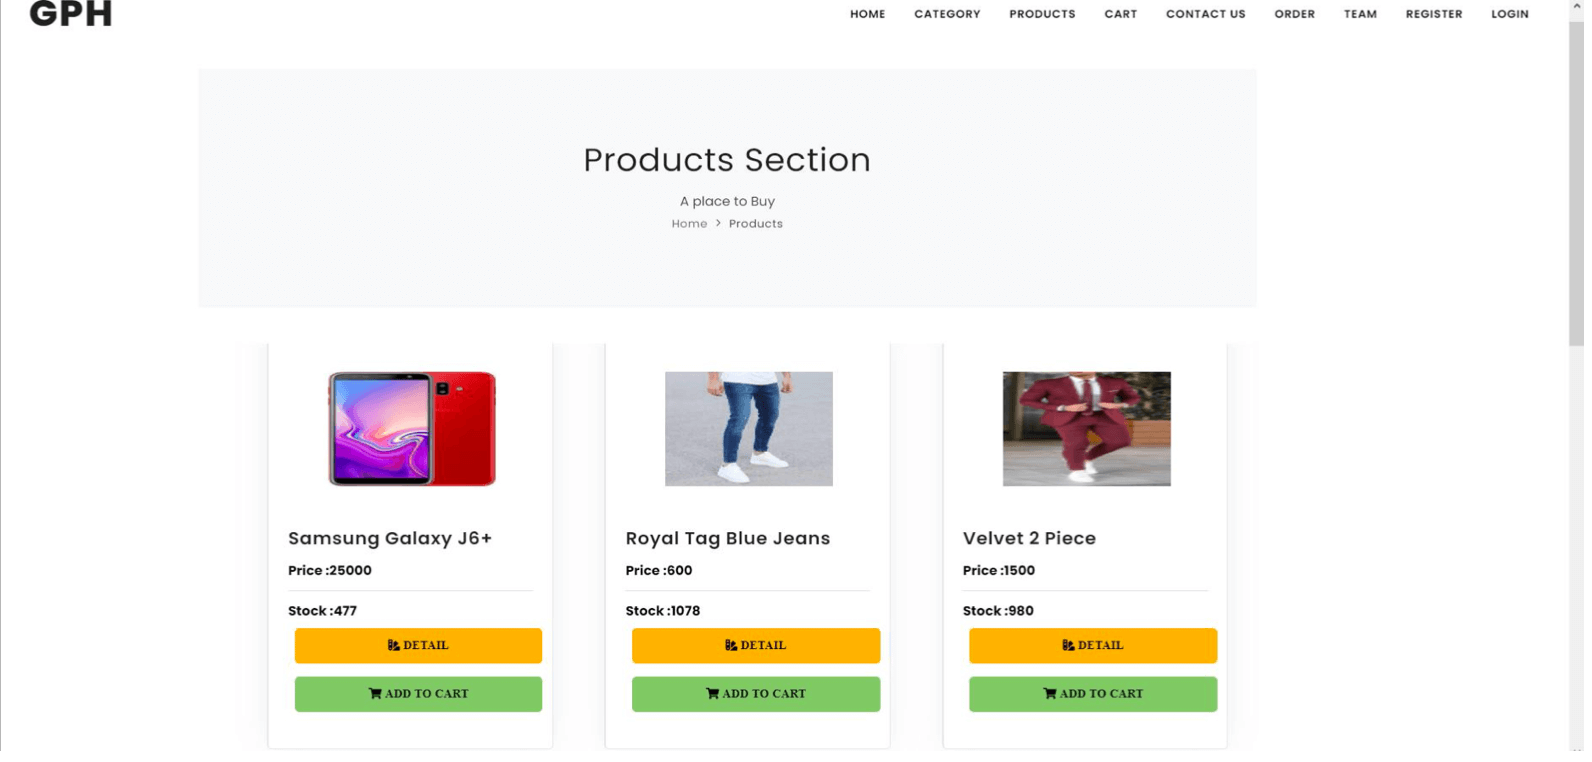 GPH
HOME CATEGORY PRODUCTS CART CONTACT US ORDER TEAM REGISTER LOGIN
Products Section
A place to Buy
Home > Products
Samsung Galaxy J6+
Price :25000
Stock :477
DETAIL
ADD TO CART
Royal Tag Blue Jeans
Price :600
Stock :1078
DETAIL
ADD TO CART
Velvet 2 Piece
Price :1500
Stock :980
DETAIL
ADD TO CART